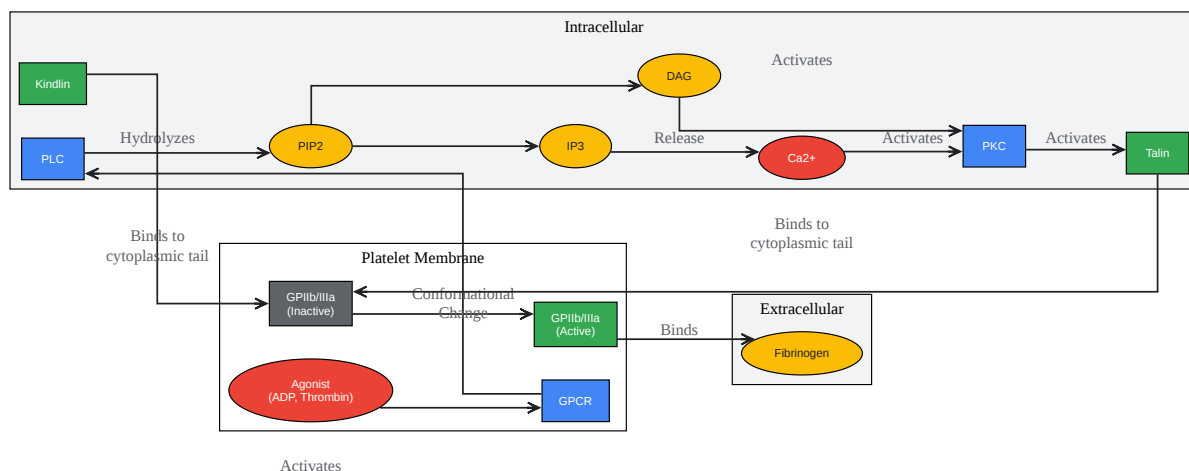 Intracellular
DAG
Activates
Kindlin
Hydrolyzes
Release
Activates
Activates
PLC
PIP2
IP3
Ca2+
PKC
Talin
Binds to
cytoplasmic tail
Binds to
cytoplasmic tail
Platelet Membrane
GPIIb/IIIa
(Inactive)
Conformational
Change
GPIIb/IIIa
(Active)
Binds
Extracellular
Fibrinogen
Agonist
(ADP, Thrombin)
GPCR
Activates